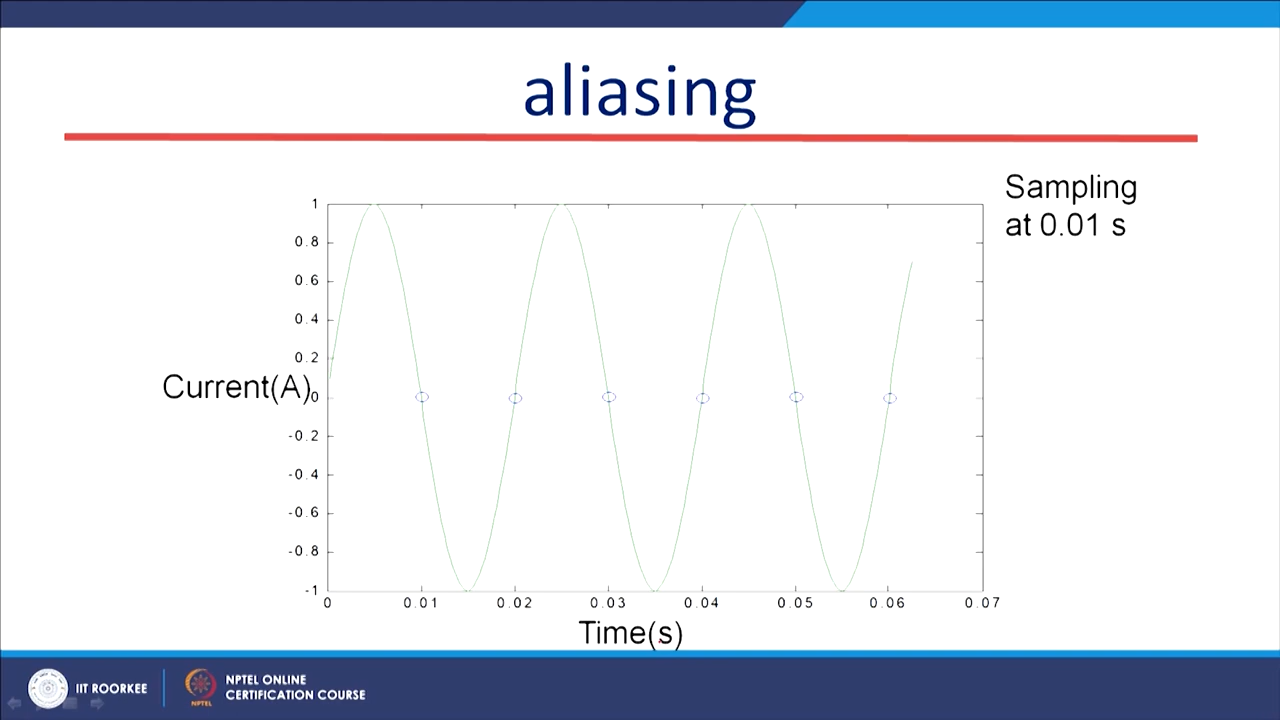 aliasing
Sampling
at 0.01 s
1
0.8
0.6
0.4
0.2
Current(A)
0
-0.2
-0.4
-0.6
-0.8
-1
0 0.01 0.02 0.03 0.04 0.05 0.06 0.07
Time(s)
IIT ROORKEE
NPTEL
NPTEL ONLINE
CERTIFICATION COURSE